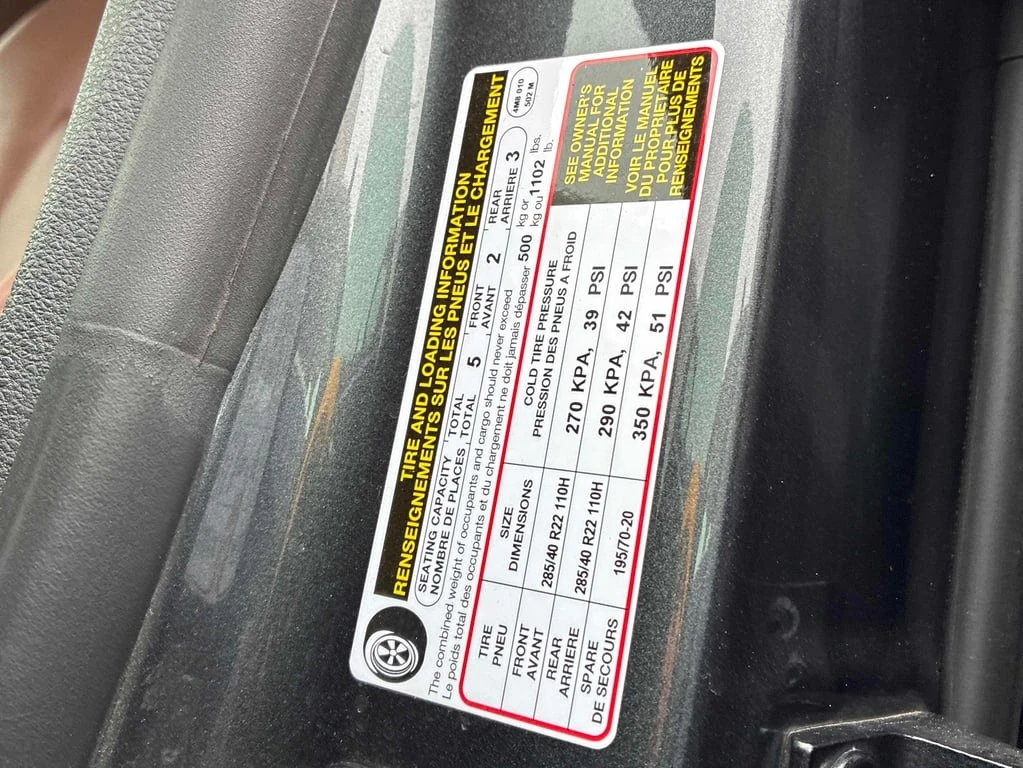 TIRE AND LOADING INFORMATION
RENSEIGNEMENTS SUR LES PNEUS ET LE CHARGEMENT
4M8 010
502 M
SEATING CAPACITY TOTAL 5 FRONT 2 REAR 3
NOMBRE DE PLACES TOTAL AVANT ARRIERE
The combined weight of occupants and cargo should never exceed 500 kg or 1102 lbs.
Le poids total des occupants et du chargement ne doit jamais dépasser kg ou lb.
TIRE SIZE COLD TIRE PRESSURE
PNEU DIMENSIONS PRESSION DES PNEUS À FROID
FRONT 285/40 R22 110H 270 KPA, 39 PSI
AVANT
REAR 285/40 R22 110H 290 KPA, 42 PSI
ARRIERE
SPARE 195/70-20 350 KPA, 51 PSI
DE SECOURS
SEE OWNER'S
MANUAL FOR
ADDITIONAL
INFORMATION
VOIR LE MANUEL
DU PROPRIETAIRE
POUR PLUS DE
RENSEIGNEMENTS